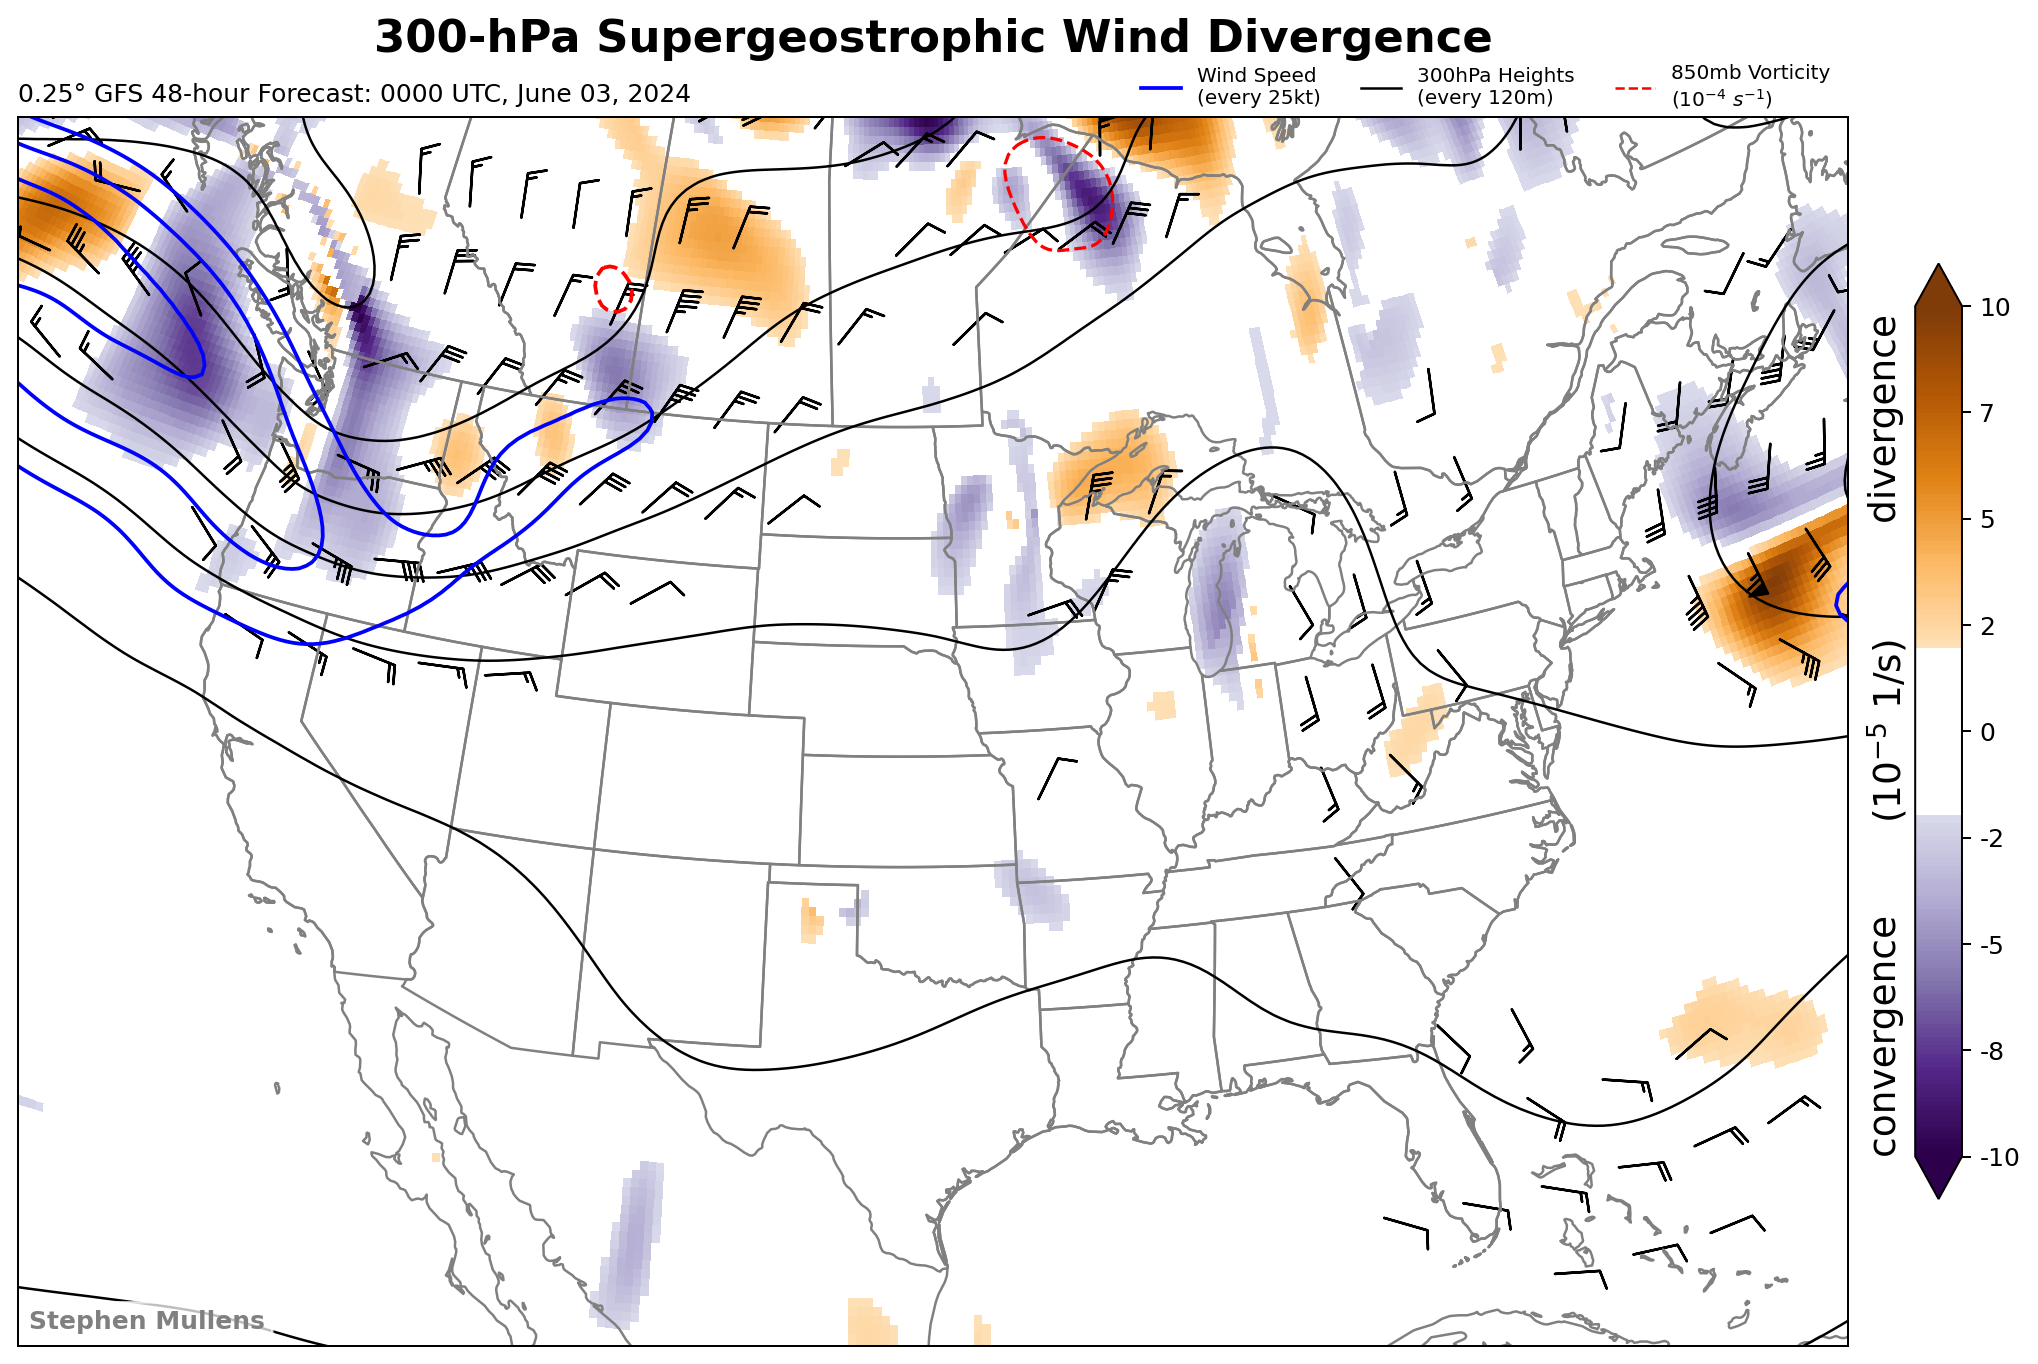 300-hPa Supergeostrophic Wind Divergence
0.25° GFS 48-hour Forecast: 0000 UTC, June 03, 2024
Wind Speed
(every 25kt)
300hPa Heights
(every 120m)
850mb Vorticity
(10⁻⁴ s⁻¹)
10
7
5
2
0
-2
-5
-8
-10
convergence (10⁻⁵ 1/s) divergence
Stephen Mullens